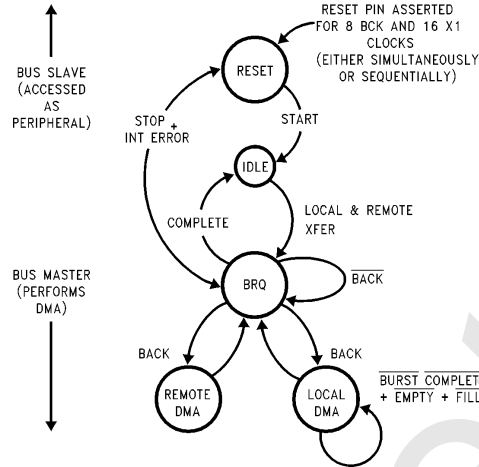 RESET PIN ASSERTED
FOR 8 BCK AND 16 X1
CLOCKS
(EITHER SIMULTANEOUSLY
OR SEQUENTIALLY)
RESET
BUS SLAVE
(ACCESSED
AS
PERIPHERAL)
STOP +
INT ERROR
START
IDLE
COMPLETE
LOCAL & REMOTE
XFER
BUS MASTER
(PERFORMS
DMA)
BRQ
BACK
BACK
BACK
REMOTE
DMA
LOCAL
DMA
BURST COMPLETE
+ EMPTY + FILL